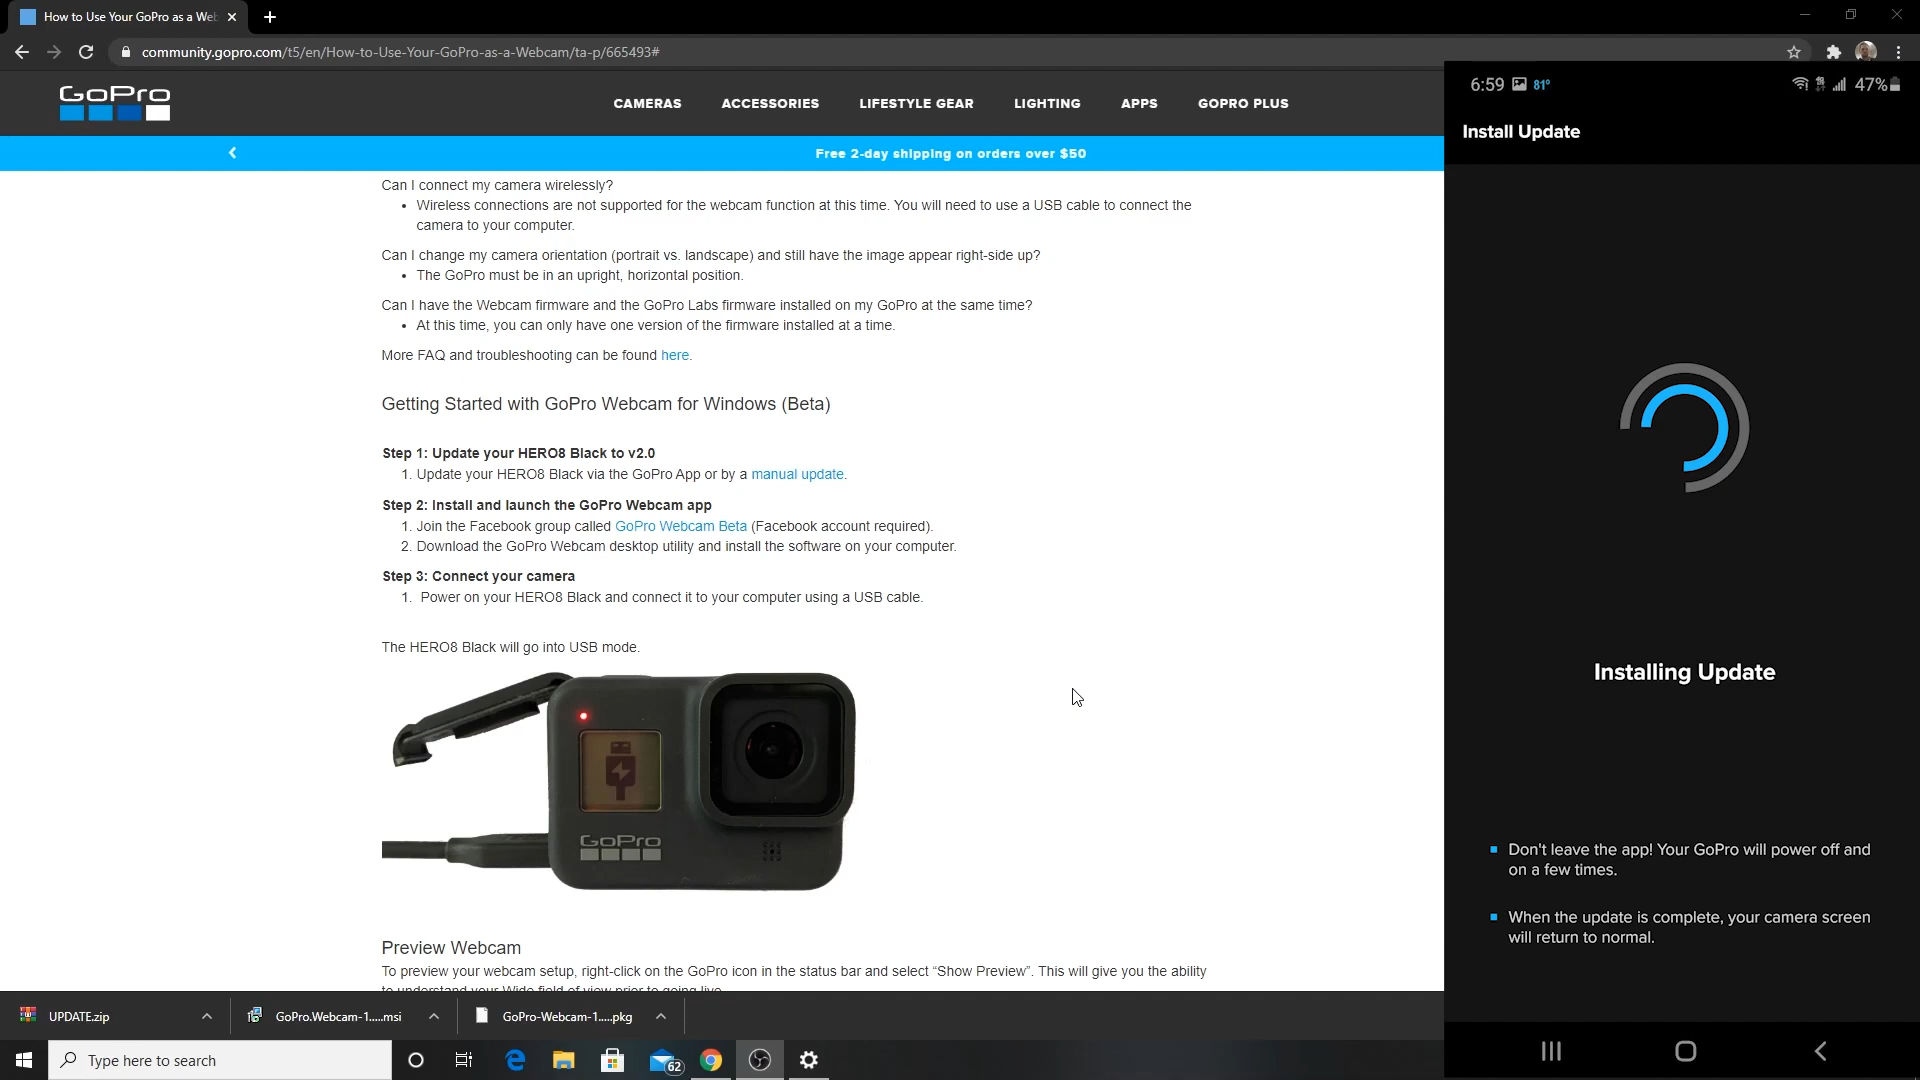 How to Use Your GoPro as a Web
community.gopro.com/t5/en/How-to-Use-Your-GoPro-as-a-Webcam/ta-p/665493#
GoPro
CAMERAS
ACCESSORIES
LIFESTYLE GEAR
LIGHTING
APPS
GOPRO PLUS
Free 2-day shipping on orders over $50
Can I connect my camera wirelessly?
• Wireless connections are not supported for the webcam function at this time. You will need to use a USB cable to connect the
camera to your computer.
Can I change my camera orientation (portrait vs. landscape) and still have the image appear right-side up?
• The GoPro must be in an upright, horizontal position.
Can I have the Webcam firmware and the GoPro Labs firmware installed on my GoPro at the same time?
• At this time, you can only have one version of the firmware installed at a time.
More FAQ and troubleshooting can be found here.
Getting Started with GoPro Webcam for Windows (Beta)
Step 1: Update your HERO8 Black to v2.0
1. Update your HERO8 Black via the GoPro App or by a manual update.
Step 2: Install and launch the GoPro Webcam app
1. Join the Facebook group called GoPro Webcam Beta (Facebook account required).
2. Download the GoPro Webcam desktop utility and install the software on your computer.
Step 3: Connect your camera
1. Power on your HERO8 Black and connect it to your computer using a USB cable.
The HERO8 Black will go into USB mode.
GoPro
Preview Webcam
To preview your webcam setup, right-click on the GoPro icon in the status bar and select “Show Preview”. This will give you the ability
to understand your Wide field of view prior to going live.
6:59
81°
47%
Install Update
Installing Update
Don't leave the app! Your GoPro will power off and
on a few times.
When the update is complete, your camera screen
will return to normal.
UPDATE.zip
GoPro.Webcam-1.....msi
GoPro-Webcam-1.....pkg
Type here to search
62